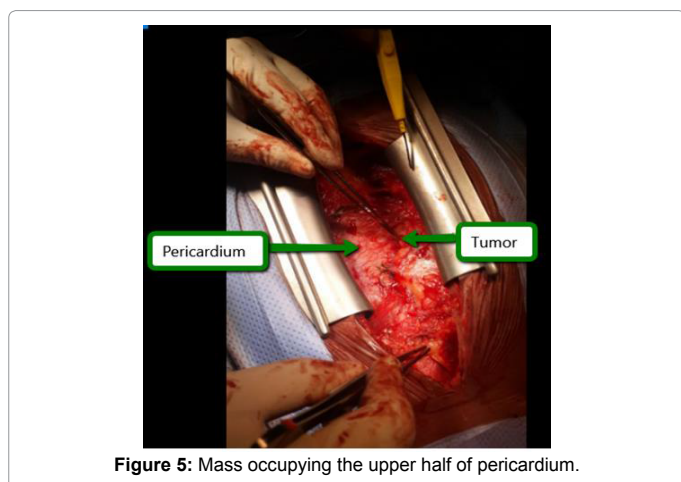 Pericardium
Tumor
Figure 5: Mass occupying the upper half of pericardium.